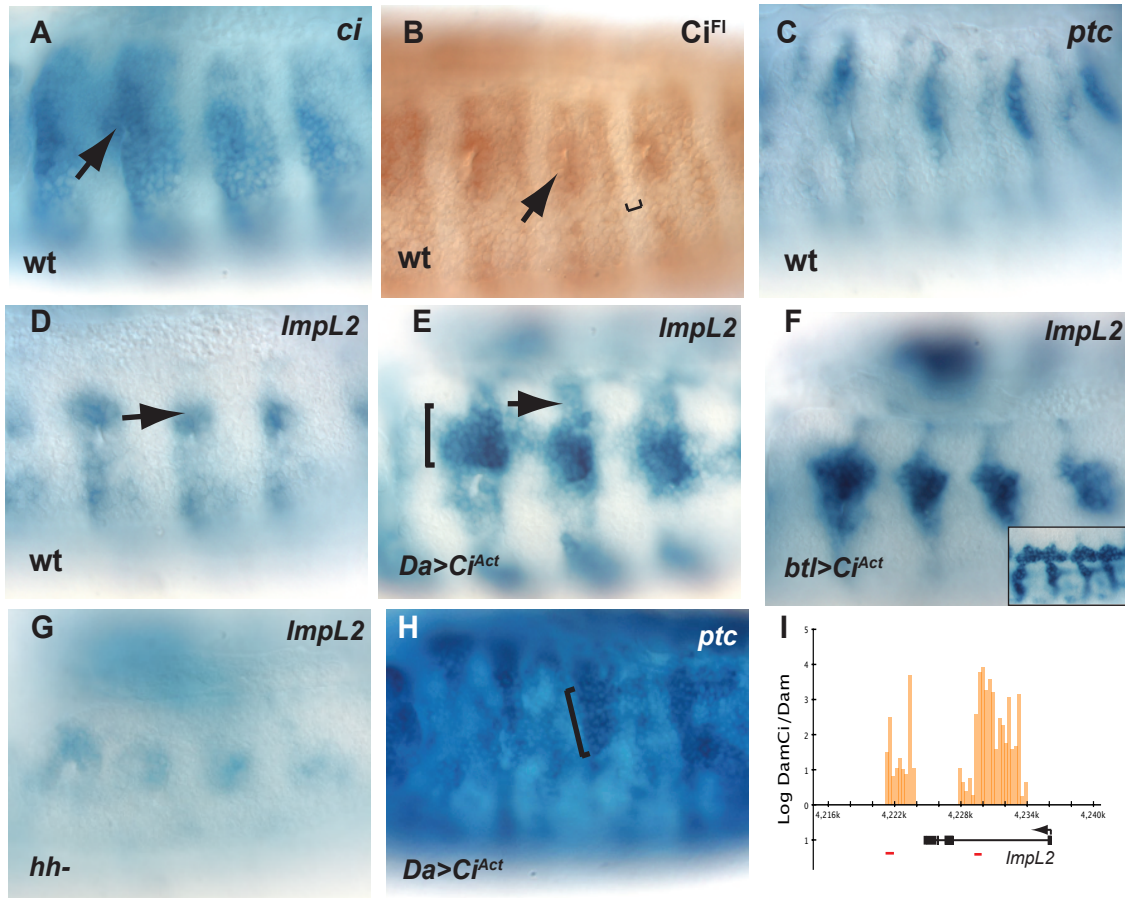 A
ci
wt
B
Ci^Fl
wt
C
ptc
wt
D
ImpL2
wt
E
ImpL2
Da>Ci^Act
F
ImpL2
btl>Ci^Act
G
ImpL2
hh-
H
ptc
Da>Ci^Act
I
Log DamCi/Dam
5
4
3
2
1
0
4,216k 4,222k 4,228k 4,234k 4,240k
1
ImpL2